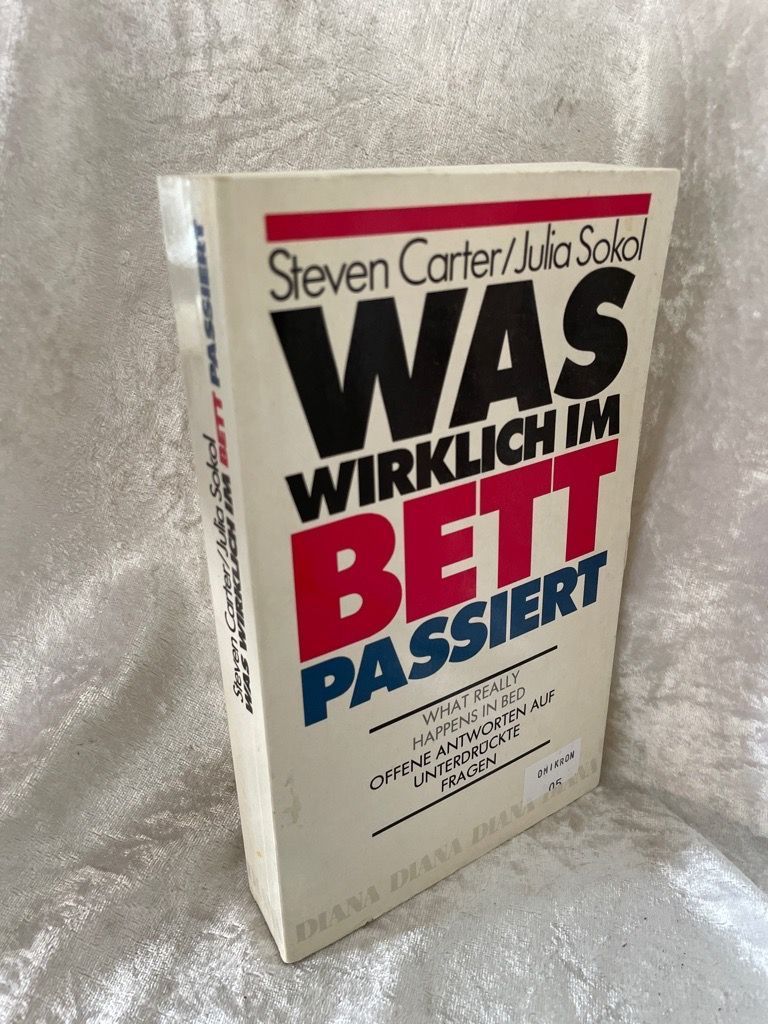 Steven Carter/Julia Sokol
WAS
WIRKLICH IM
BETT
PASSIERT
WHAT REALLY
HAPPENS IN BED
OFFENE ANTWORTEN AUF
UNTERDRÜCKTE
FRAGEN
OMIKRON
05
DIANA DIANA DIANA DIANA
Steven Carter/Julia Sokol
WAS WIRKLICH IM BETT PASSIERT